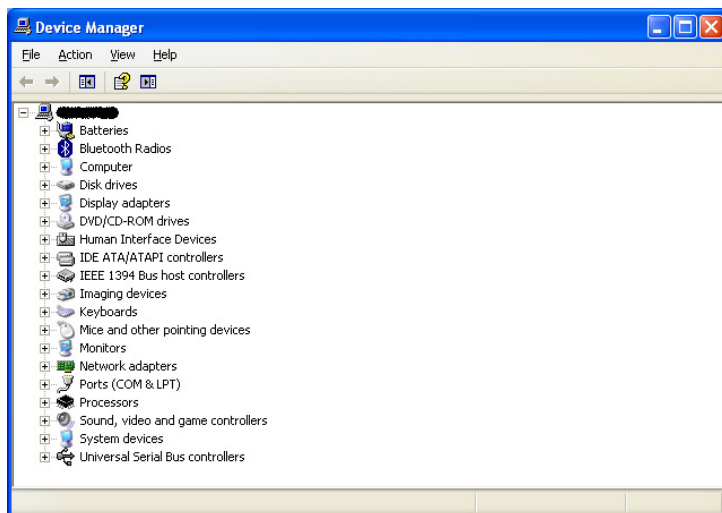 Device Manager
File Action View Help
Batteries
Bluetooth Radios
Computer
Disk drives
Display adapters
DVD/CD-ROM drives
Human Interface Devices
IDE ATA/ATAPI controllers
IEEE 1394 Bus host controllers
Imaging devices
Keyboards
Mice and other pointing devices
Monitors
Network adapters
Ports (COM & LPT)
Processors
Sound, video and game controllers
System devices
Universal Serial Bus controllers